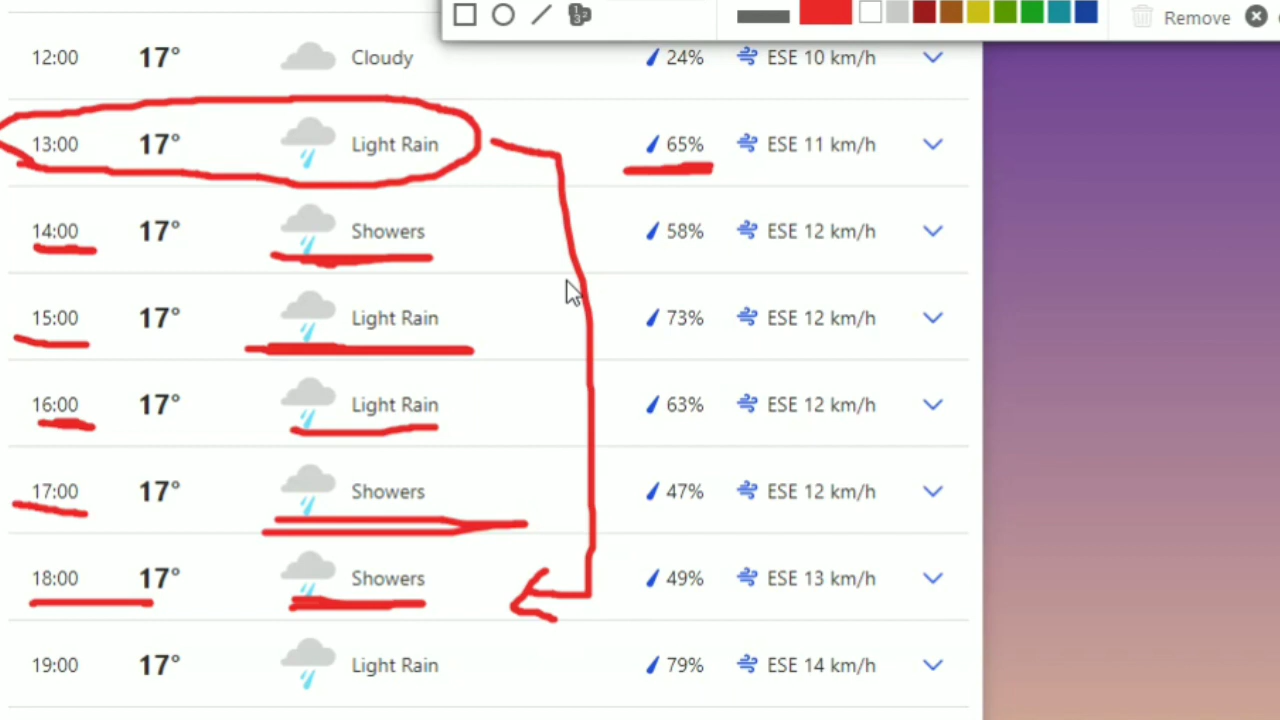 Remove
12:00 17° Cloudy 24% ESE 10 km/h
13:00 17° Light Rain 65% ESE 11 km/h
14:00 17° Showers 58% ESE 12 km/h
15:00 17° Light Rain 73% ESE 12 km/h
16:00 17° Light Rain 63% ESE 12 km/h
17:00 17° Showers 47% ESE 12 km/h
18:00 17° Showers 49% ESE 13 km/h
19:00 17° Light Rain 79% ESE 14 km/h